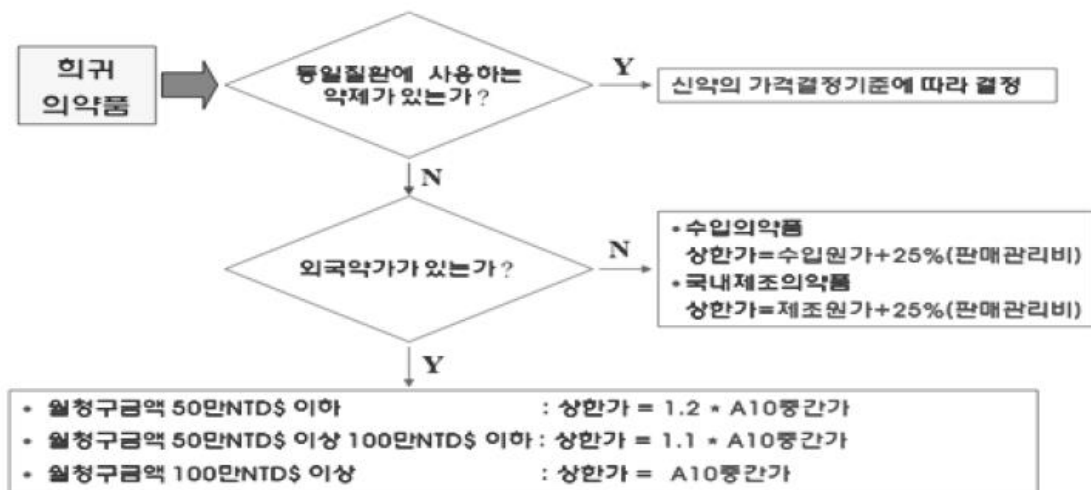 희귀
의약품
동일질환에 사용하는
약제가 있는가?
Y
신약의 가격결정기준에 따라 결정
N
외국약가가 있는가?
N
•수입의약품
상한가=수입원가+25%(판매관리비)
•국내제조의약품
상한가=제조원가+25%(판매관리비)
Y
• 월청구금액 50만NTD$ 이하 : 상한가 = 1.2 * A10중간가
• 월청구금액 50만NTD$ 이상 100만NTD$ 이하 : 상한가 = 1.1 * A10중간가
• 월청구금액 100만NTD$ 이상 : 상한가 = A10중간가